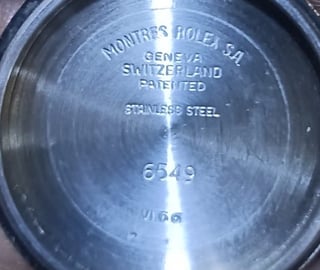 MONTRES ROLEX S.A.
GENEVA
SWITZERLAND
PATENTED
STAINLESS STEEL
6549